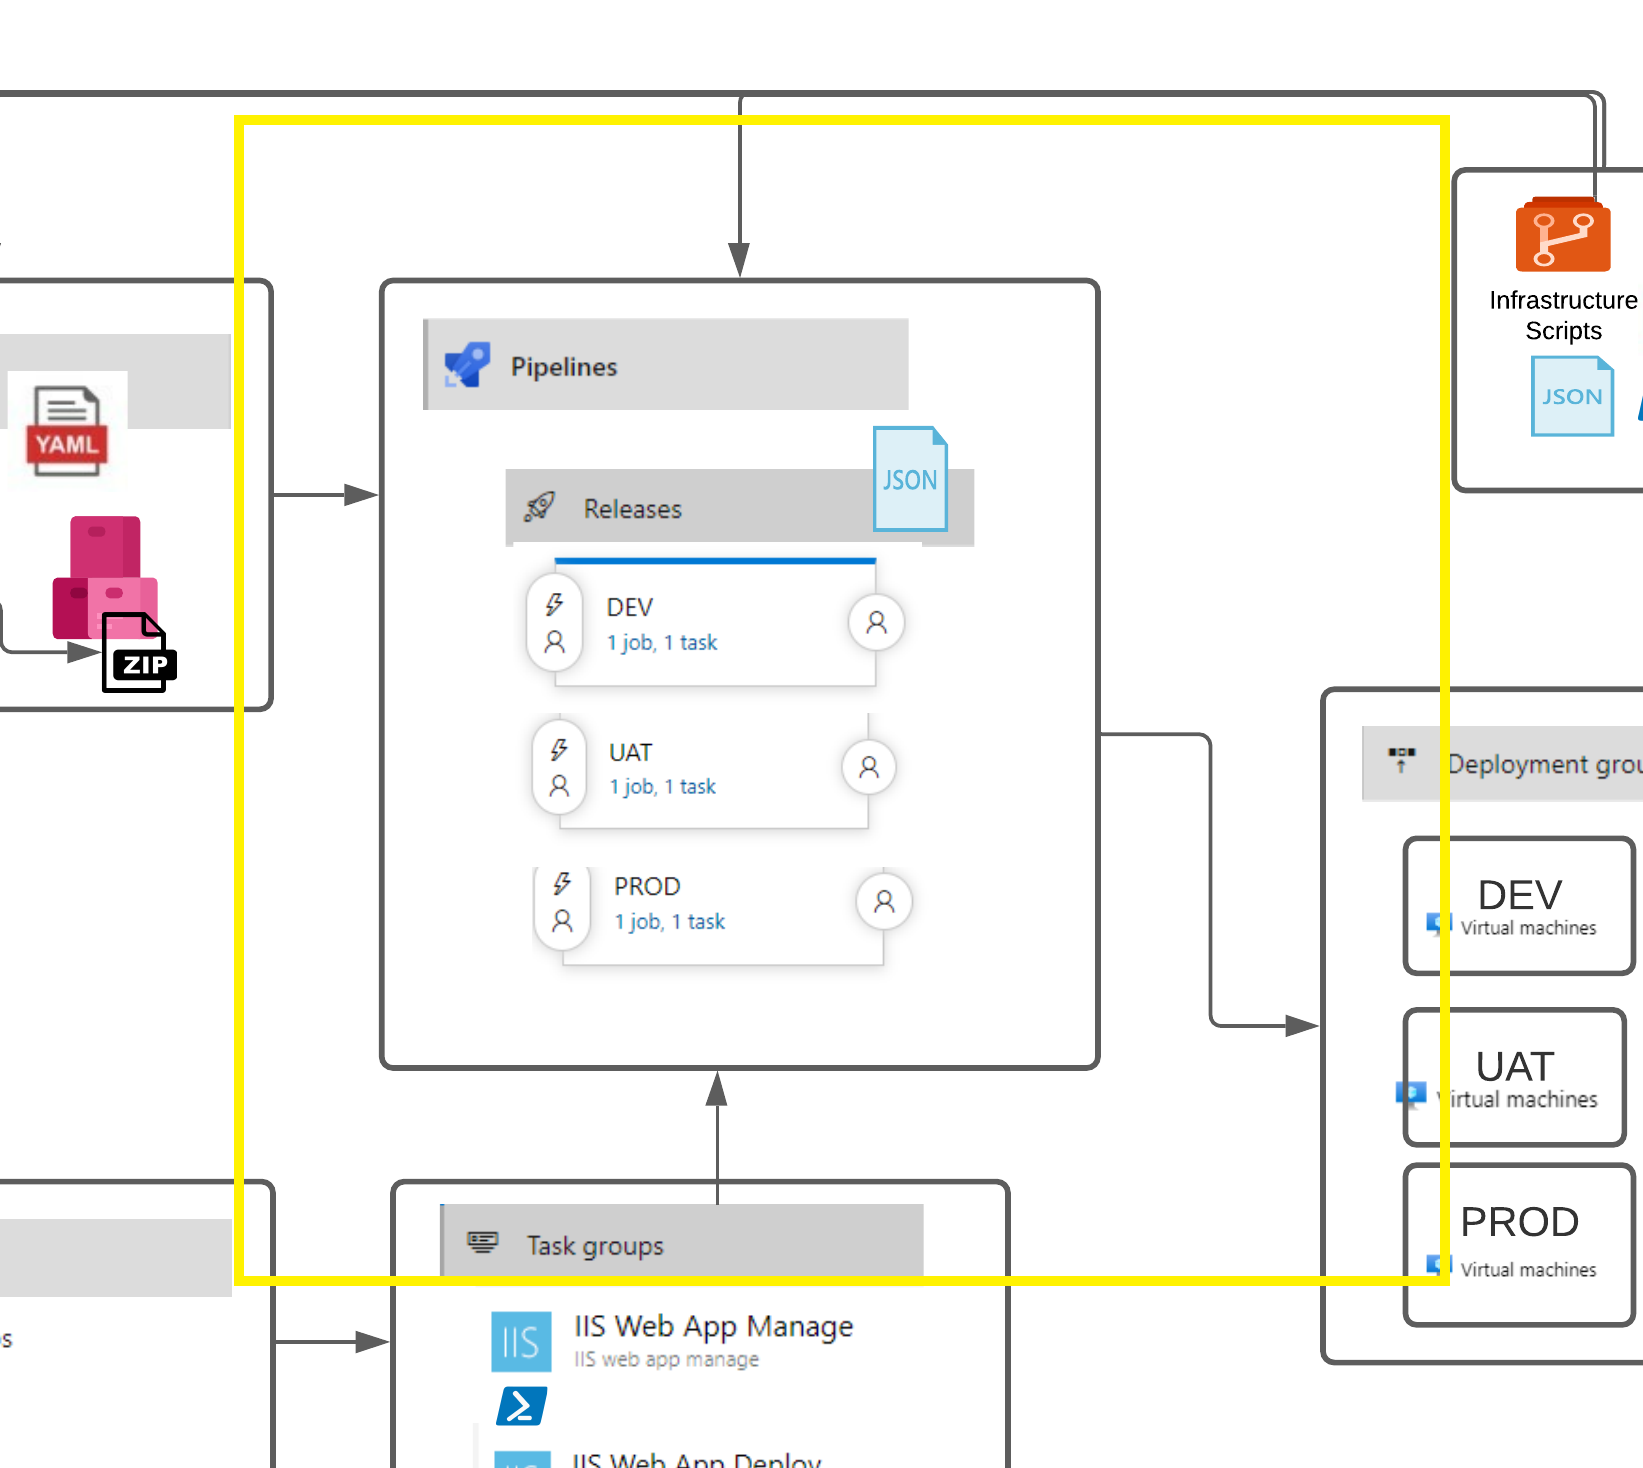 Infrastructure
Scripts
JSON
YAML
ZIP
Pipelines
JSON
Releases
DEV
1 job, 1 task
UAT
1 job, 1 task
PROD
1 job, 1 task
Deployment grou
DEV
Virtual machines
UAT
Virtual machines
PROD
Virtual machines
Task groups
IIS
IIS Web App Manage
IIS web app manage
IIS Web App Deploy